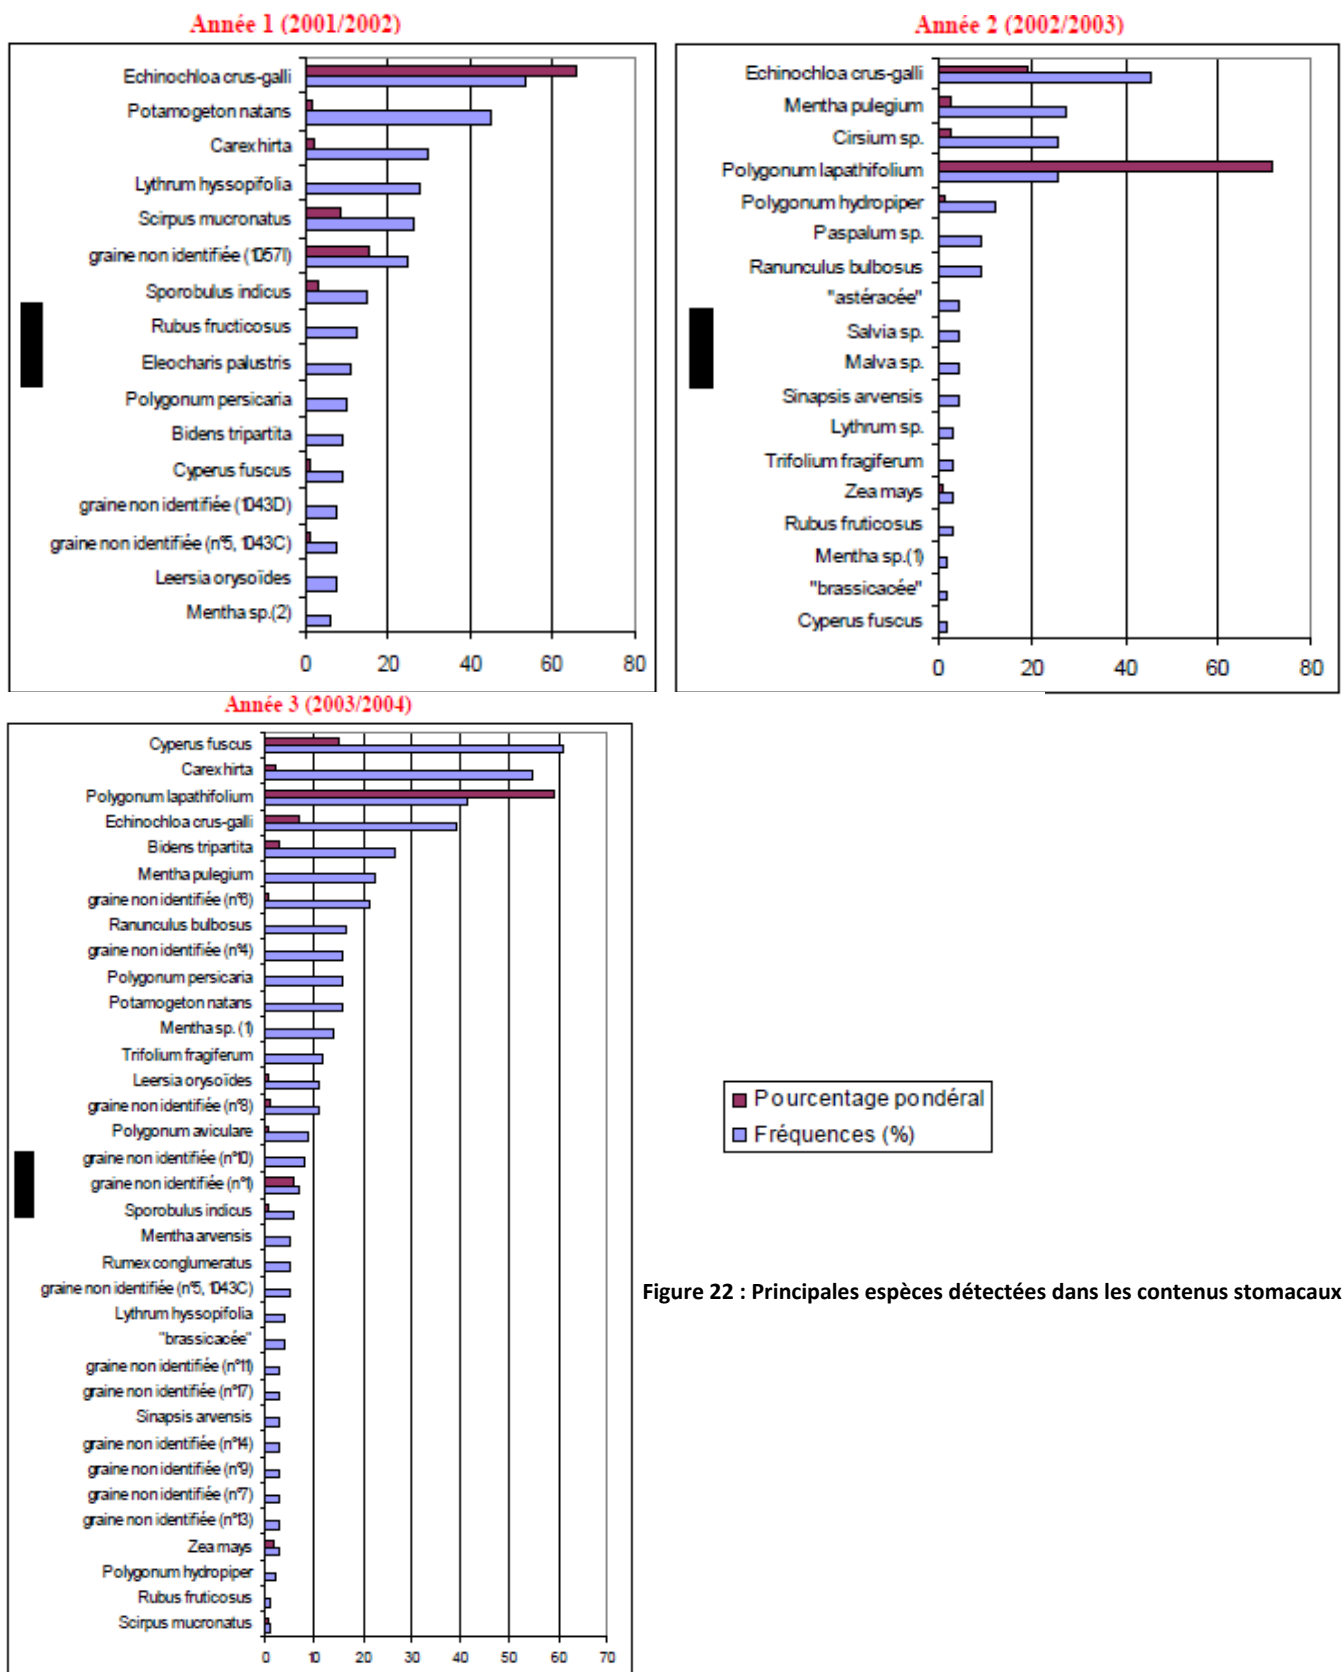 Année 1 (2001/2002)
Echinochloa crus-galli
Potamogeton natans
Carex hirta
Lythrum hyssopifolia
Scirpus mucronatus
graine non identifiée (1057I)
Sporobulus indicus
Rubus fructicosus
Eleocharis palustris
Polygonum persicaria
Bidens tripartita
Cyperus fuscus
graine non identifiée (1043D)
graine non identifiée (n°5, 1043C)
Leersia orysoïdes
Mentha sp.(2)
0 20 40 60 80
Année 2 (2002/2003)
Echinochloa crus-galli
Mentha pulegium
Cirsium sp.
Polygonum lapathifolium
Polygonum hydropiper
Paspalum sp.
Ranunculus bulbosus
"astéracée"
Salvia sp.
Malva sp.
Sinapsis arvensis
Lythrum sp.
Trifolium fragiferum
Zea mays
Rubus fruticosus
Mentha sp.(1)
"brassicacée"
Cyperus fuscus
0 20 40 60 80
Année 3 (2003/2004)
Cyperus fuscus
Carex hirta
Polygonum lapathifolium
Echinochloa crus-galli
Bidens tripartita
Mentha pulegium
graine non identifiée (n°6)
Ranunculus bulbosus
graine non identifiée (n°4)
Polygonum persicaria
Potamogeton natans
Mentha sp. (1)
Trifolium fragiferum
Leersia orysoïdes
graine non identifiée (n°8)
Polygonum aviculare
graine non identifiée (n°10)
graine non identifiée (n°1)
Sporobulus indicus
Mentha arvensis
Rumex conglomeratus
graine non identifiée (n°5, 1043C)
Lythrum hyssopifolia
"brassicacée"
graine non identifiée (n°11)
graine non identifiée (n°17)
Sinapsis arvensis
graine non identifiée (n°14)
graine non identifiée (n°9)
graine non identifiée (n°7)
graine non identifiée (n°13)
Zea mays
Polygonum hydropiper
Rubus fruticosus
Scirpus mucronatus
0 10 20 30 40 50 60 70
Pourcentage pondéral
Fréquences (%)
Figure 22 : Principales espèces détectées dans les contenus stomacaux